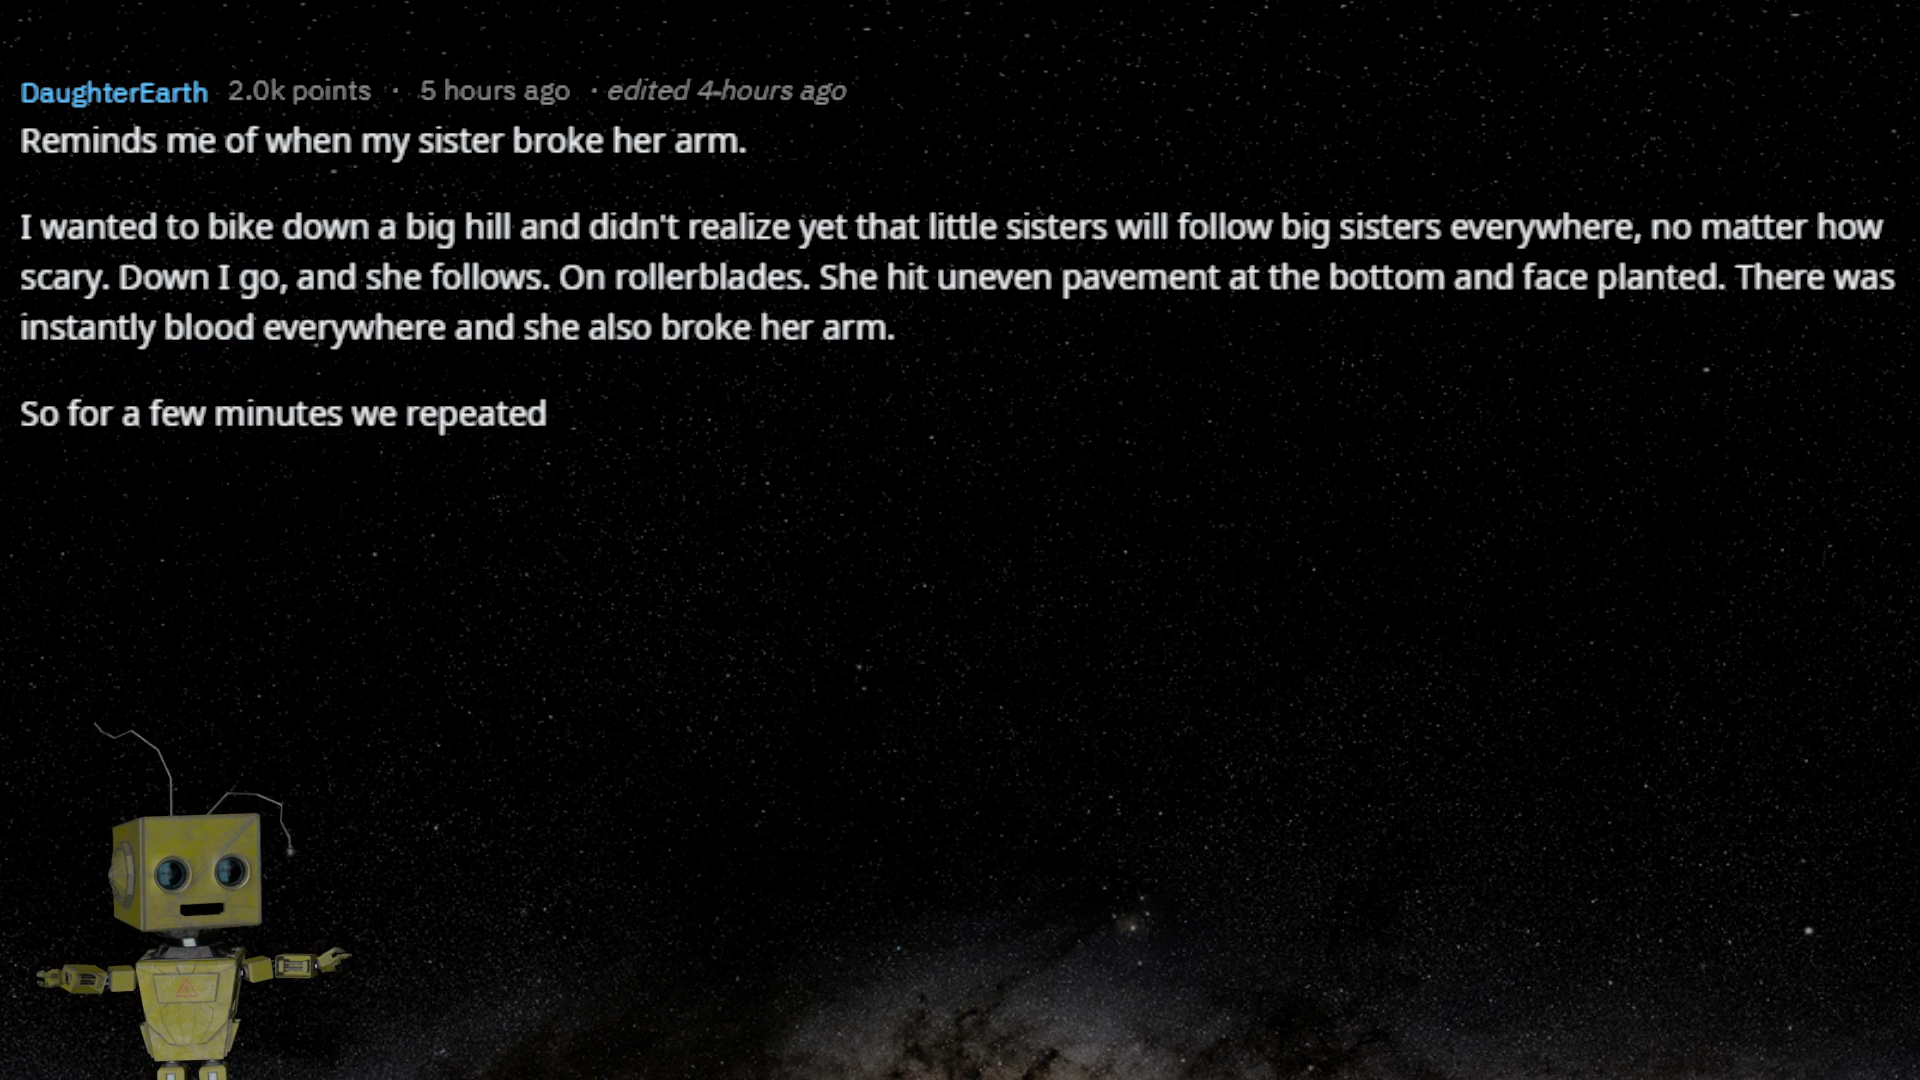 DaughterEarth 2.0k points · 5 hours ago · edited 4 hours ago
Reminds me of when my sister broke her arm.
I wanted to bike down a big hill and didn't realize yet that little sisters will follow big sisters everywhere, no matter how
scary. Down I go, and she follows. On rollerblades. She hit uneven pavement at the bottom and face planted. There was
instantly blood everywhere and she also broke her arm.
So for a few minutes we repeated